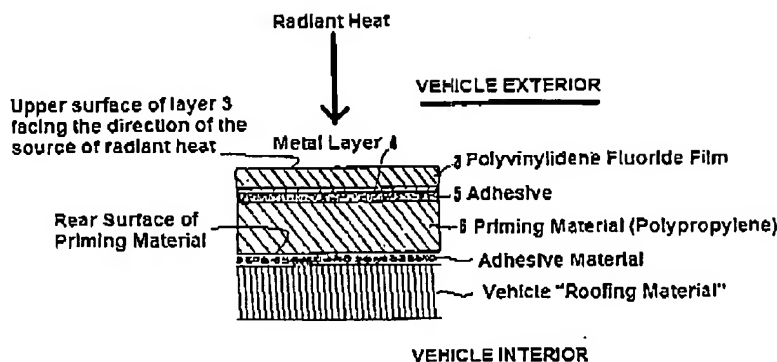 Radiant Heat
VEHICLE EXTERIOR
Upper surface of layer 3
facing the direction of the
source of radiant heat
Metal Layer 4
3 Polyvinylidene Fluoride Film
5 Adhesive
Rear Surface of
Priming Material
6 Priming Material (Polypropylene)
Adhesive Material
Vehicle "Roofing Material"
VEHICLE INTERIOR